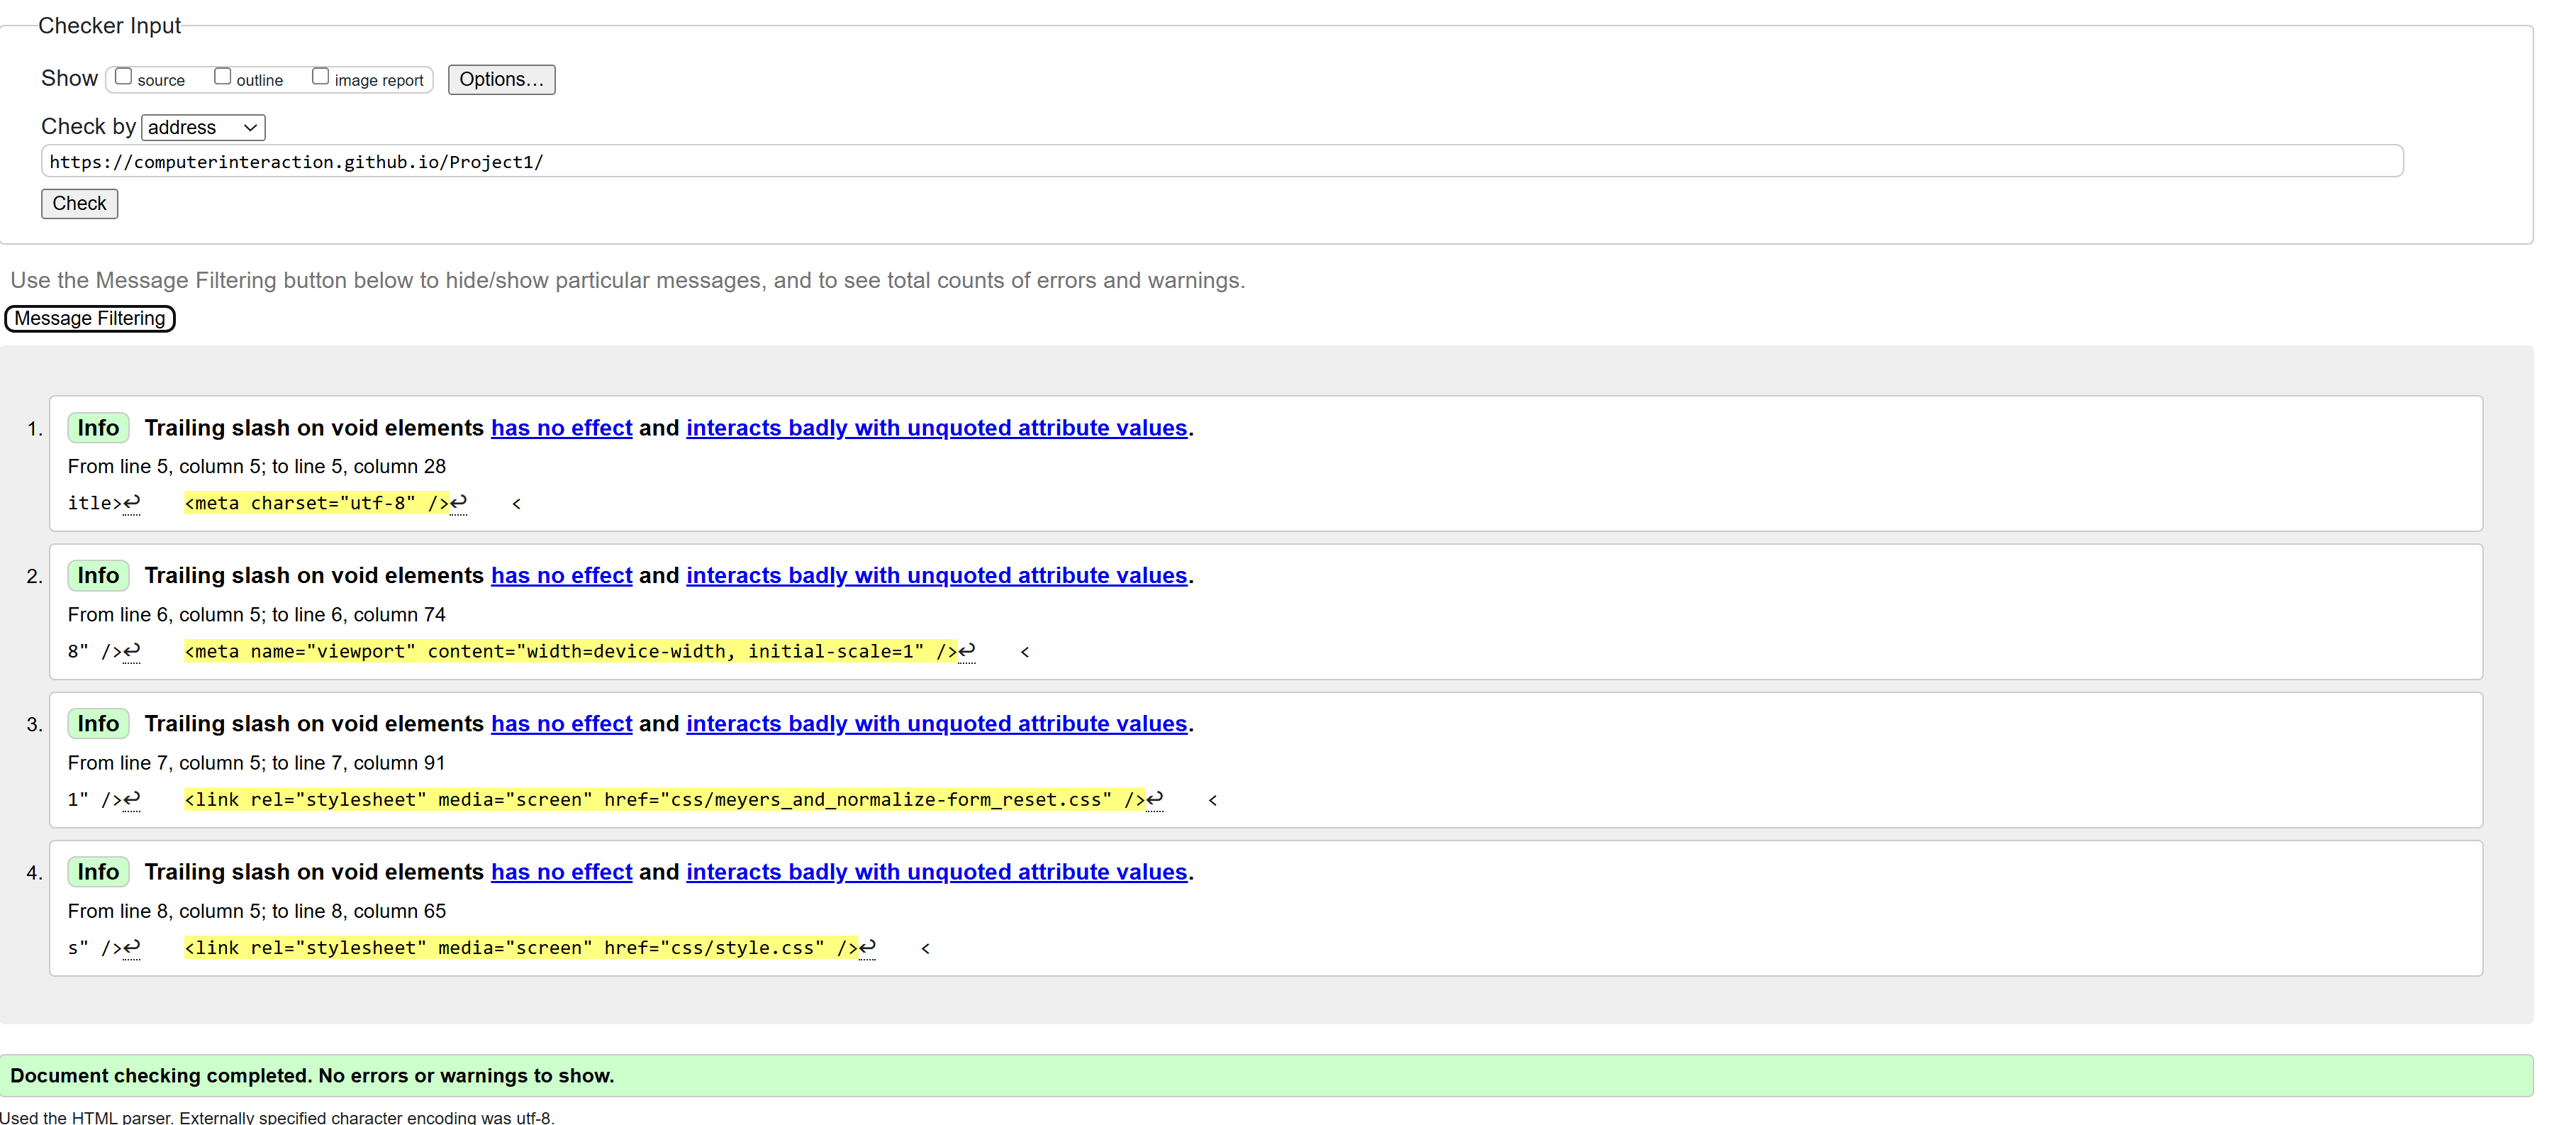 Checker Input
Show source outline image report Options...
Check by address
https://computerinteraction.github.io/Project1/
Check
Use the Message Filtering button below to hide/show particular messages, and to see total counts of errors and warnings.
Message Filtering
1. Info Trailing slash on void elements has no effect and interacts badly with unquoted attribute values.
From line 5, column 5; to line 5, column 28
itle>↩ <meta charset="utf-8" />↩ <
2. Info Trailing slash on void elements has no effect and interacts badly with unquoted attribute values.
From line 6, column 5; to line 6, column 74
8" />↩ <meta name="viewport" content="width=device-width, initial-scale=1" />↩ <
3. Info Trailing slash on void elements has no effect and interacts badly with unquoted attribute values.
From line 7, column 5; to line 7, column 91
1" />↩ <link rel="stylesheet" media="screen" href="css/meyers_and_normalize-form_reset.css" />↩ <
4. Info Trailing slash on void elements has no effect and interacts badly with unquoted attribute values.
From line 8, column 5; to line 8, column 65
s" />↩ <link rel="stylesheet" media="screen" href="css/style.css" />↩ <
Document checking completed. No errors or warnings to show.
Used the HTML parser. Externally specified character encoding was utf-8.